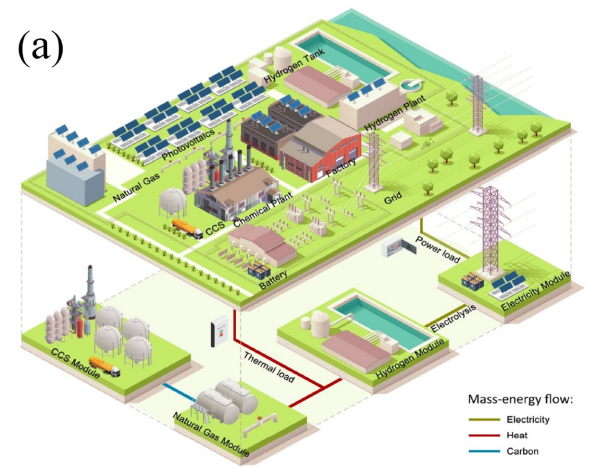 (a)
Hydrogen Tank
Photovoltaics
Hydrogen Plant
Natural Gas
Factory
CCS
Chemical Plant
Grid
Battery
Power load
Electricity Module
Electrolysis
Hydrogen Module
CCS Module
Thermal load
Natural Gas Module
Mass-energy flow:
Electricity
Heat
Carbon